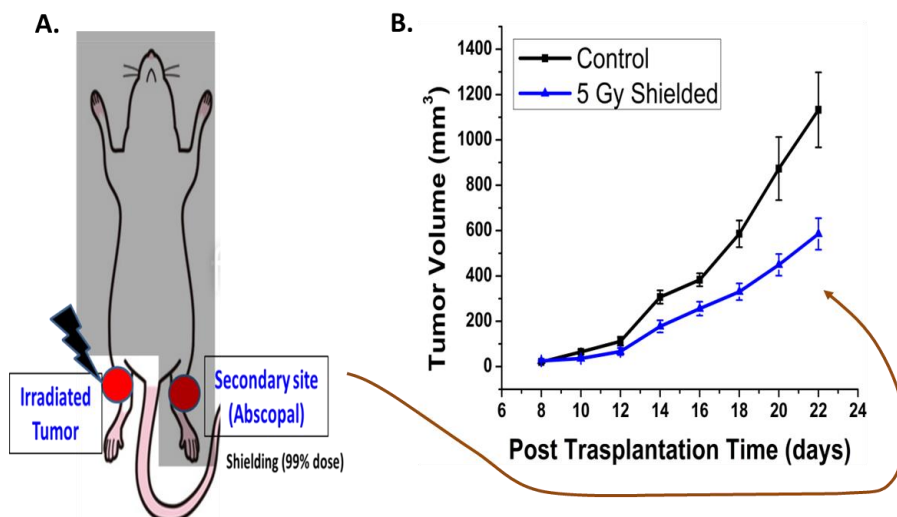 A.
Irradiated
Tumor
Secondary site
(Abscopal)
Shielding (99% dose)
B.
Control
5 Gy Shielded
Tumor Volume (mm³)
1400
1200
1000
800
600
400
200
0
6 8 10 12 14 16 18 20 22 24
Post Trasplantation Time (days)